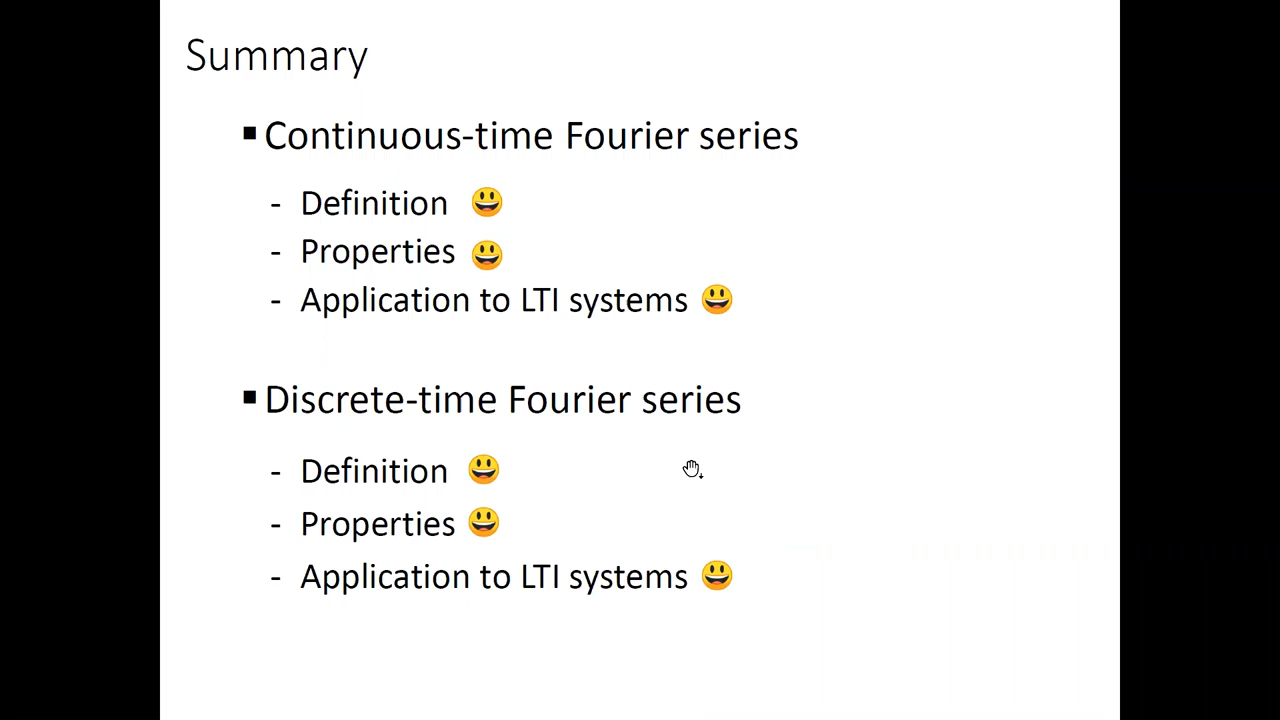 Summary
▪ Continuous-time Fourier series
- Definition 😃
- Properties 😃
- Application to LTI systems 😃
▪ Discrete-time Fourier series
- Definition 😃
- Properties 😃
- Application to LTI systems 😃